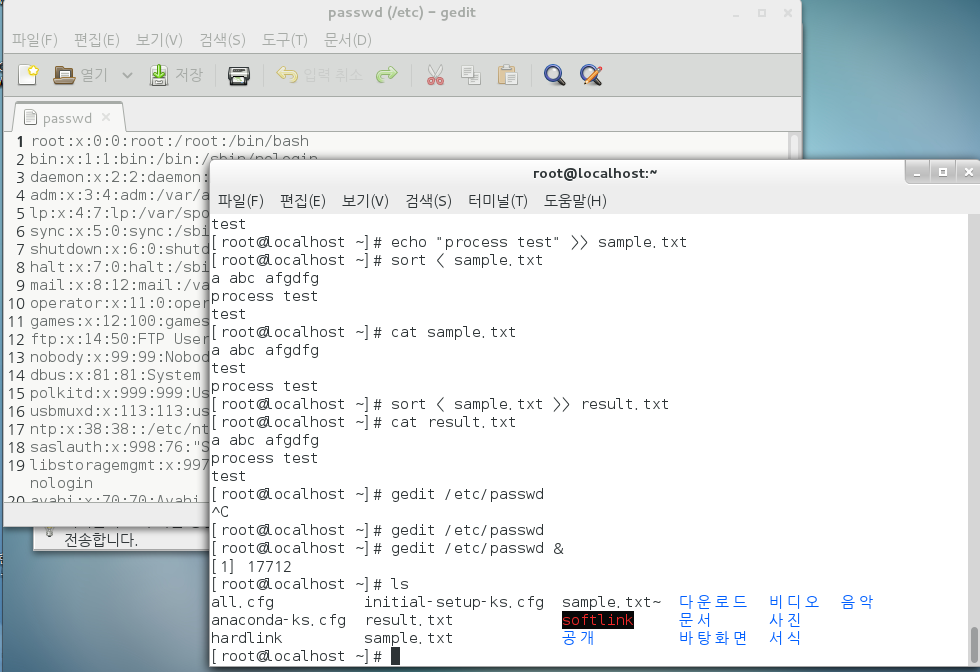 passwd (/etc) - gedit
파일(F) 편집(E) 보기(V) 검색(S) 도구(T) 문서(D)
열기 저장 입력 취소
passwd
1 root:x:0:0:root:/root:/bin/bash
2 bin:x:1:1:bin:/bin:/sbin/nologin
3 daemon:x:2:2:daemon:
4 adm:x:3:4:adm:/var/a
5 lp:x:4:7:lp:/var/spo
6 sync:x:5:0:sync:/sbi
7 shutdown:x:6:0:shutd
8 halt:x:7:0:halt:/sbi
9 mail:x:8:12:mail:/va
10 operator:x:11:0:oper
11 games:x:12:100:games
12 ftp:x:14:50:FTP User
13 nobody:x:99:99:Nobod
14 dbus:x:81:81:System
15 polkitd:x:999:999:Us
16 usbmuxd:x:113:113:us
17 ntp:x:38:38::/etc/nt
18 saslauth:x:998:76:"S
19 libstoragemgmt:x:997
nologin
20 avahi:x:70:70:Avahi
전송합니다.
root@localhost:~
파일(F) 편집(E) 보기(V) 검색(S) 터미널(T) 도움말(H)
test
[root@localhost ~]# echo "process test" >> sample.txt
[root@localhost ~]# sort < sample.txt
a abc afgdfg
process test
test
[root@localhost ~]# cat sample.txt
a abc afgdfg
test
process test
[root@localhost ~]# sort < sample.txt >> result.txt
[root@localhost ~]# cat result.txt
a abc afgdfg
process test
test
[root@localhost ~]# gedit /etc/passwd
^C
[root@localhost ~]# gedit /etc/passwd
[root@localhost ~]# gedit /etc/passwd &
[1] 17712
[root@localhost ~]# ls
all.cfg initial-setup-ks.cfg sample.txt~ 다운로드 비디오 음악
anaconda-ks.cfg result.txt softlink 문서 사진
hardlink sample.txt 공개 바탕화면 서식
[root@localhost ~]#